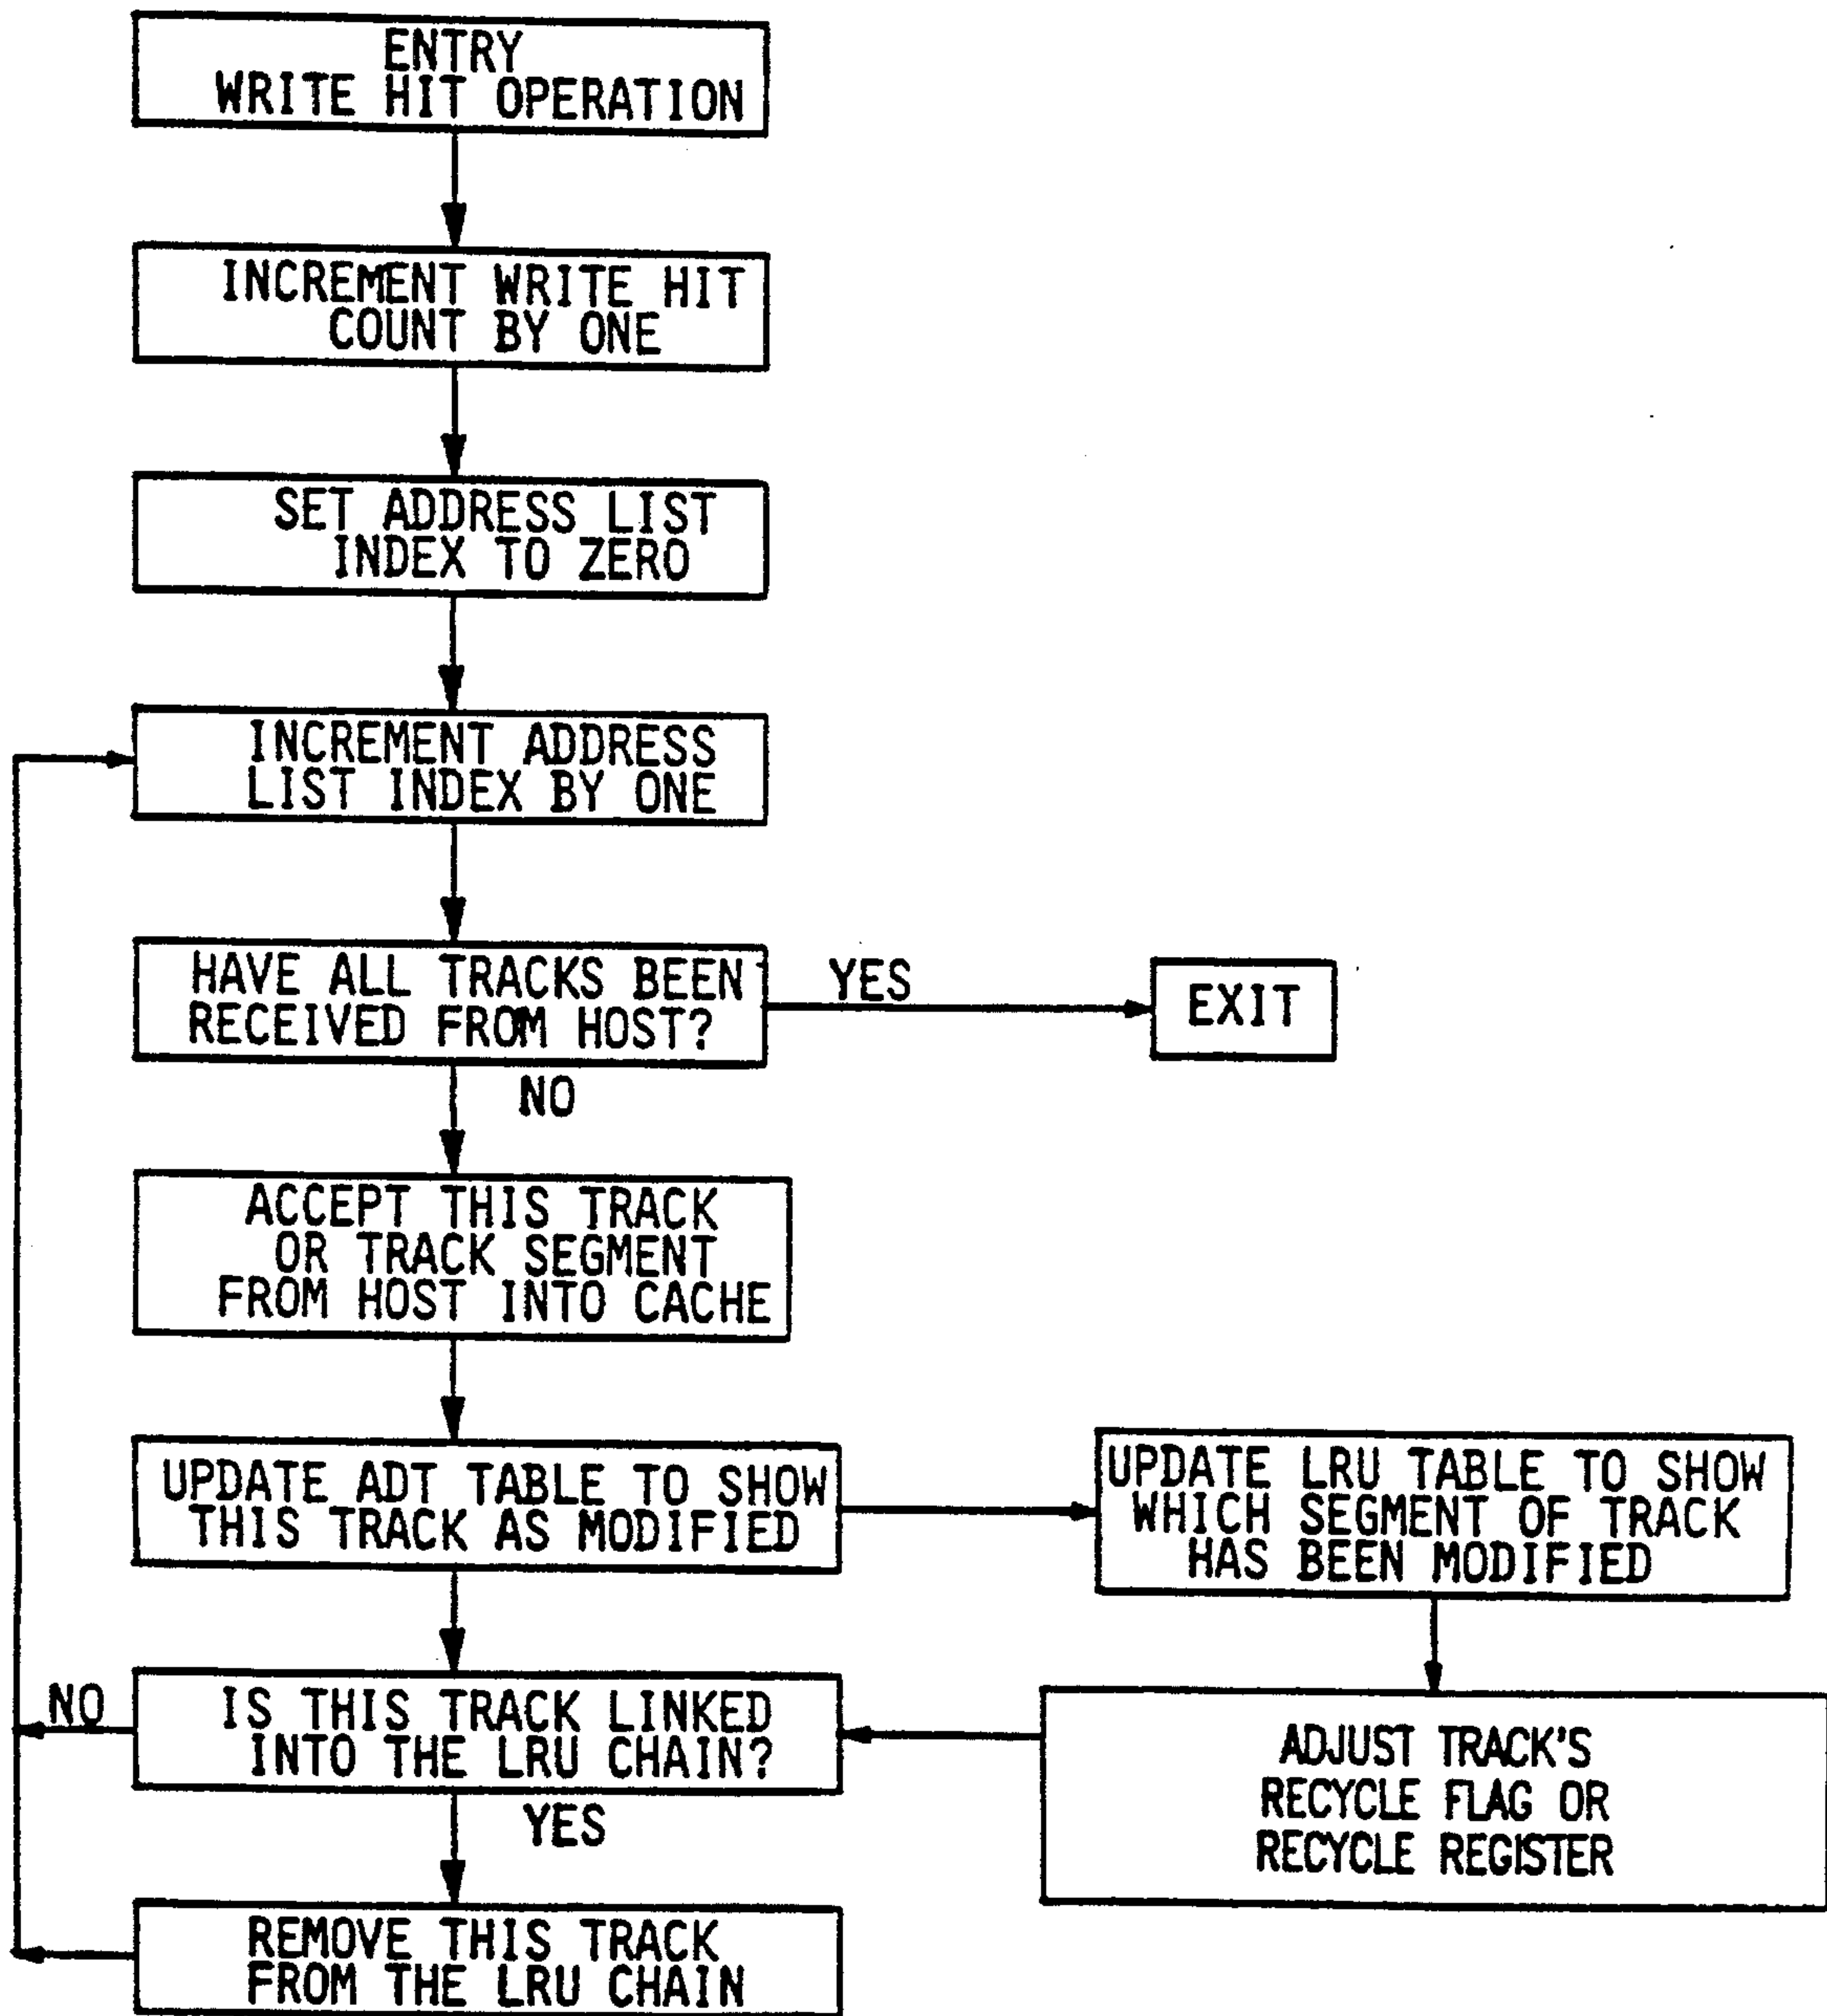 ENTRY
WRITE HIT OPERATION
INCREMENT WRITE HIT
COUNT BY ONE
SET ADDRESS LIST
INDEX TO ZERO
INCREMENT ADDRESS
LIST INDEX BY ONE
HAVE ALL TRACKS BEEN
RECEIVED FROM HOST?
YES
EXIT
NO
ACCEPT THIS TRACK
OR TRACK SEGMENT
FROM HOST INTO CACHE
UPDATE ADT TABLE TO SHOW
THIS TRACK AS MODIFIED
UPDATE LRU TABLE TO SHOW
WHICH SEGMENT OF TRACK
HAS BEEN MODIFIED
NO
IS THIS TRACK LINKED
INTO THE LRU CHAIN?
ADJUST TRACK'S
RECYCLE FLAG OR
RECYCLE REGISTER
YES
REMOVE THIS TRACK
FROM THE LRU CHAIN